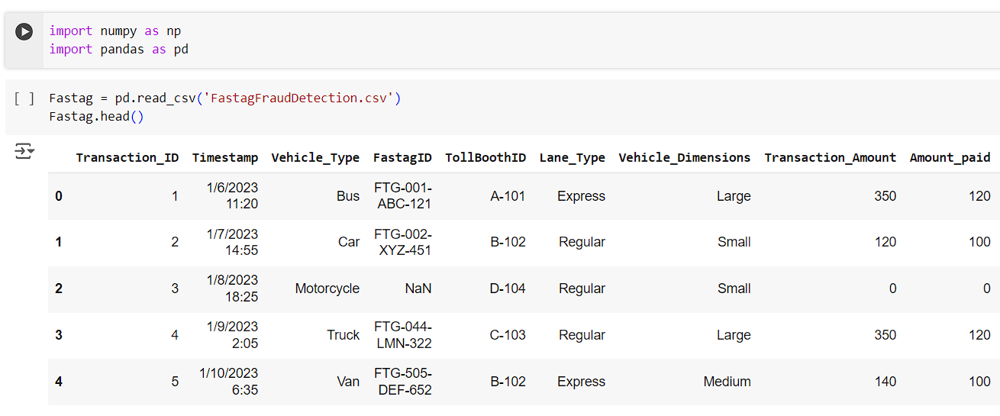 import numpy as np
import pandas as pd
[ ] Fastag = pd.read_csv('FastagFraudDetection.csv')
Fastag.head()
Transaction_ID Timestamp Vehicle_Type FastagID TollBoothID Lane_Type Vehicle_Dimensions Transaction_Amount Amount_paid
0 1 1/6/2023 11:20 Bus FTG-001-ABC-121 A-101 Express Large 350 120
1 2 1/7/2023 14:55 Car FTG-002-XYZ-451 B-102 Regular Small 120 100
2 3 1/8/2023 18:25 Motorcycle NaN D-104 Regular Small 0 0
3 4 1/9/2023 2:05 Truck FTG-044-LMN-322 C-103 Regular Large 350 120
4 5 1/10/2023 6:35 Van FTG-505-DEF-652 B-102 Express Medium 140 100